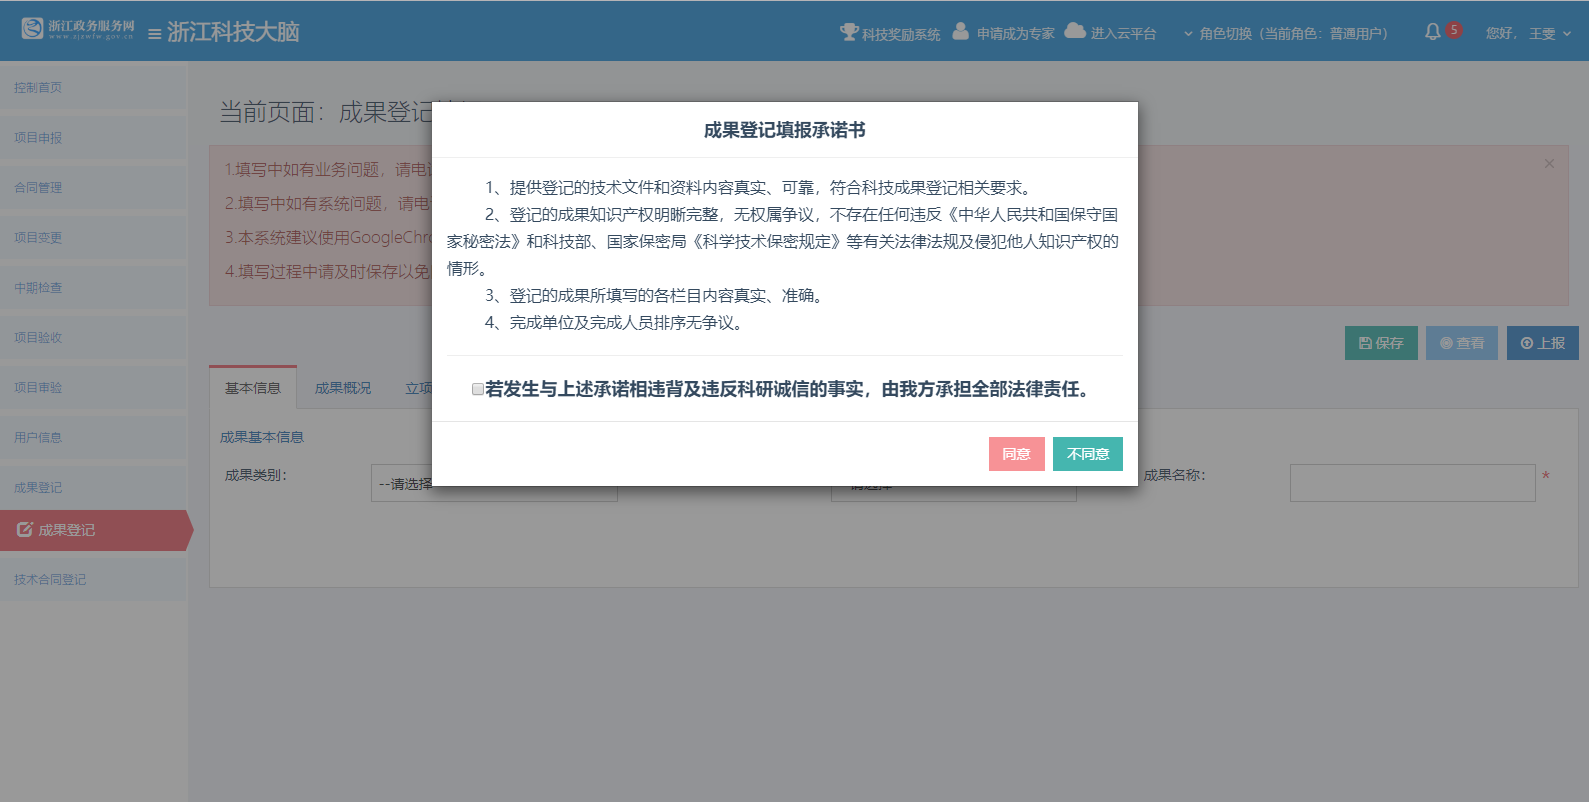 浙江政务服务网
www.zjzwfw.gov.cn
浙江科技大脑
科技奖励系统 申请成为专家 进入云平台 角色切换（当前角色：普通用户） 5 您好， 王雯
控制首页
项目申报
合同管理
项目变更
中期检查
项目验收
项目审验
用户信息
成果登记
成果登记
技术合同登记
当前页面：成果登记
1.填写中如有业务问题，请电
2.填写中如有系统问题，请电
3.本系统建议使用GoogleChr
4.填写过程中请及时保存以免
×
保存 查看 上报
基本信息 成果概况 立项
成果基本信息
成果类别：
--请选择
成果名称：
*
成果登记填报承诺书
1、提供登记的技术文件和资料内容真实、可靠，符合科技成果登记相关要求。
2、登记的成果知识产权明晰完整，无权属争议，不存在任何违反《中华人民共和国保守国
家秘密法》和科技部、国家保密局《科学技术保密规定》等有关法律法规及侵犯他人知识产权的
情形。
3、登记的成果所填写的各栏目内容真实、准确。
4、完成单位及完成人员排序无争议。
若发生与上述承诺相违背及违反科研诚信的事实，由我方承担全部法律责任。
同意 不同意